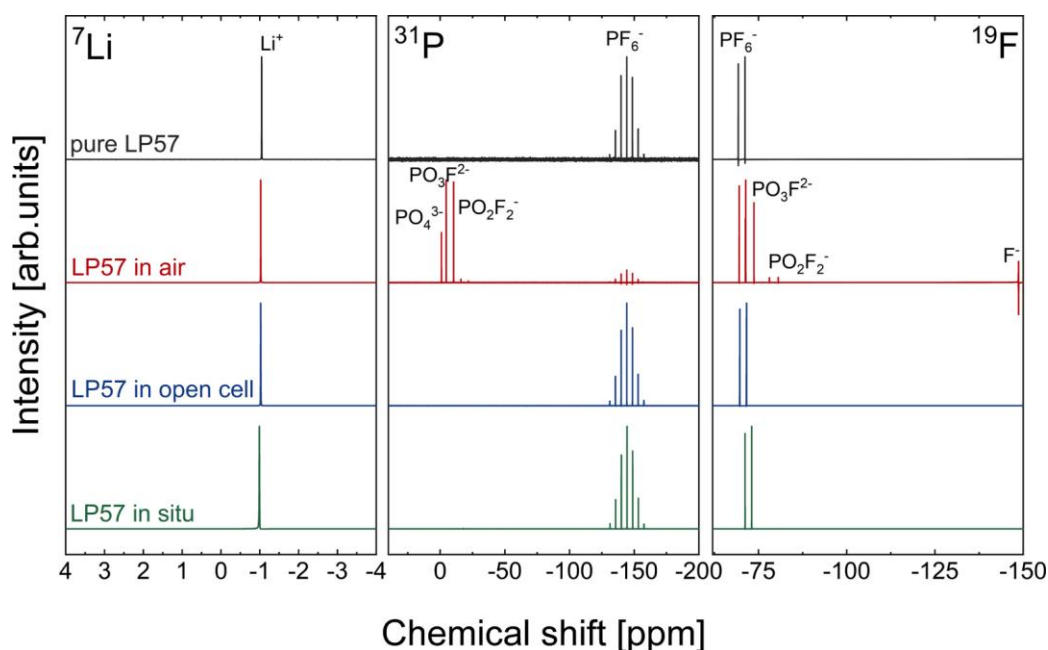 ⁷Li
Li⁺
³¹P
PF₆⁻
¹⁹F
PF₆⁻
pure LP57
PO₃F²⁻
PO₄³⁻
PO₂F₂⁻
PO₃F²⁻
PO₂F₂⁻
F⁻
LP57 in air
LP57 in open cell
LP57 in situ
Intensity [arb.units]
4 3 2 1 0 -1 -2 -3 -4
0 -50 -100 -150 -200
-75 -100 -125 -150
Chemical shift [ppm]